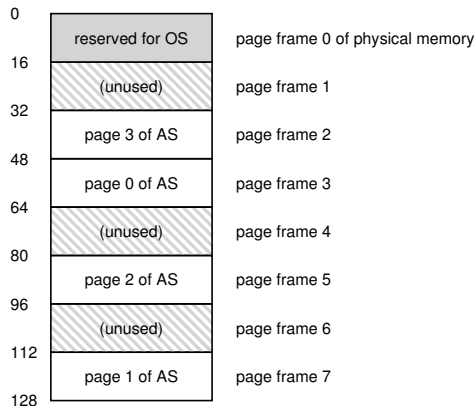 0
reserved for OS page frame 0 of physical memory
16
(unused) page frame 1
32
page 3 of AS page frame 2
48
page 0 of AS page frame 3
64
(unused) page frame 4
80
page 2 of AS page frame 5
96
(unused) page frame 6
112
page 1 of AS page frame 7
128